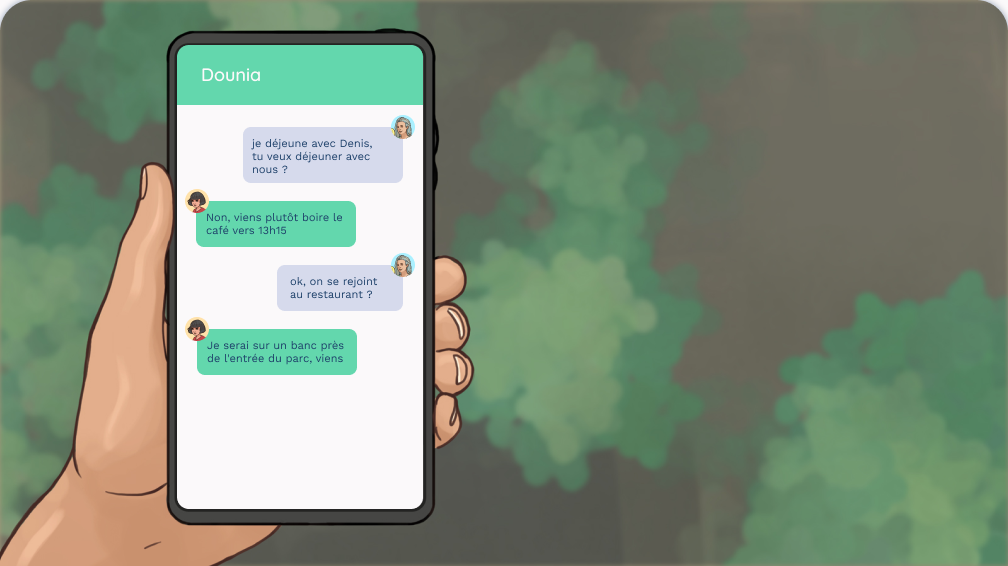 Dounia
je déjeune avec Denis,
tu veux déjeuner avec
nous ?
Non, viens plutôt boire le
café vers 13h15
ok, on se rejoint
au restaurant ?
Je serai sur un banc près
de l'entrée du parc, viens